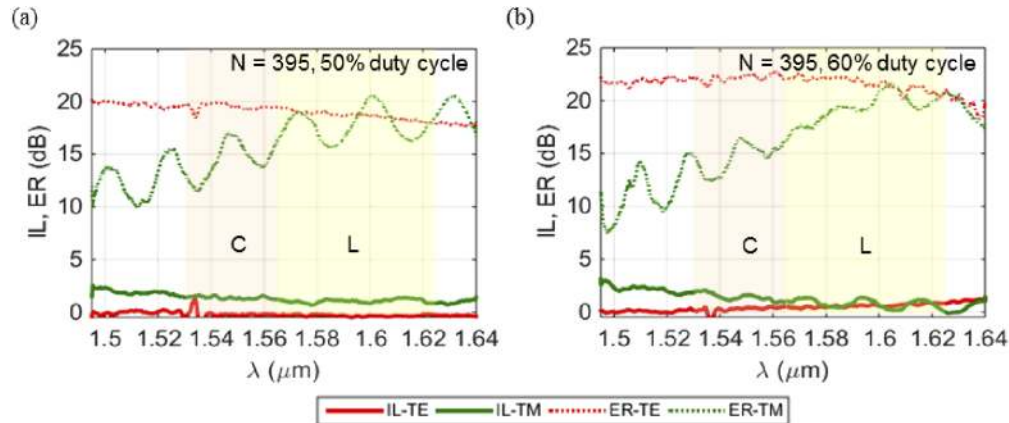 (a)
N = 395, 50% duty cycle
25
20
15
10
5
0
IL, ER (dB)
C
L
1.5 1.52 1.54 1.56 1.58 1.6 1.62 1.64
λ (μm)
(b)
N = 395, 60% duty cycle
25
20
15
10
5
0
IL, ER (dB)
C
L
1.5 1.52 1.54 1.56 1.58 1.6 1.62 1.64
λ (μm)
IL-TE IL-TM ER-TE ER-TM